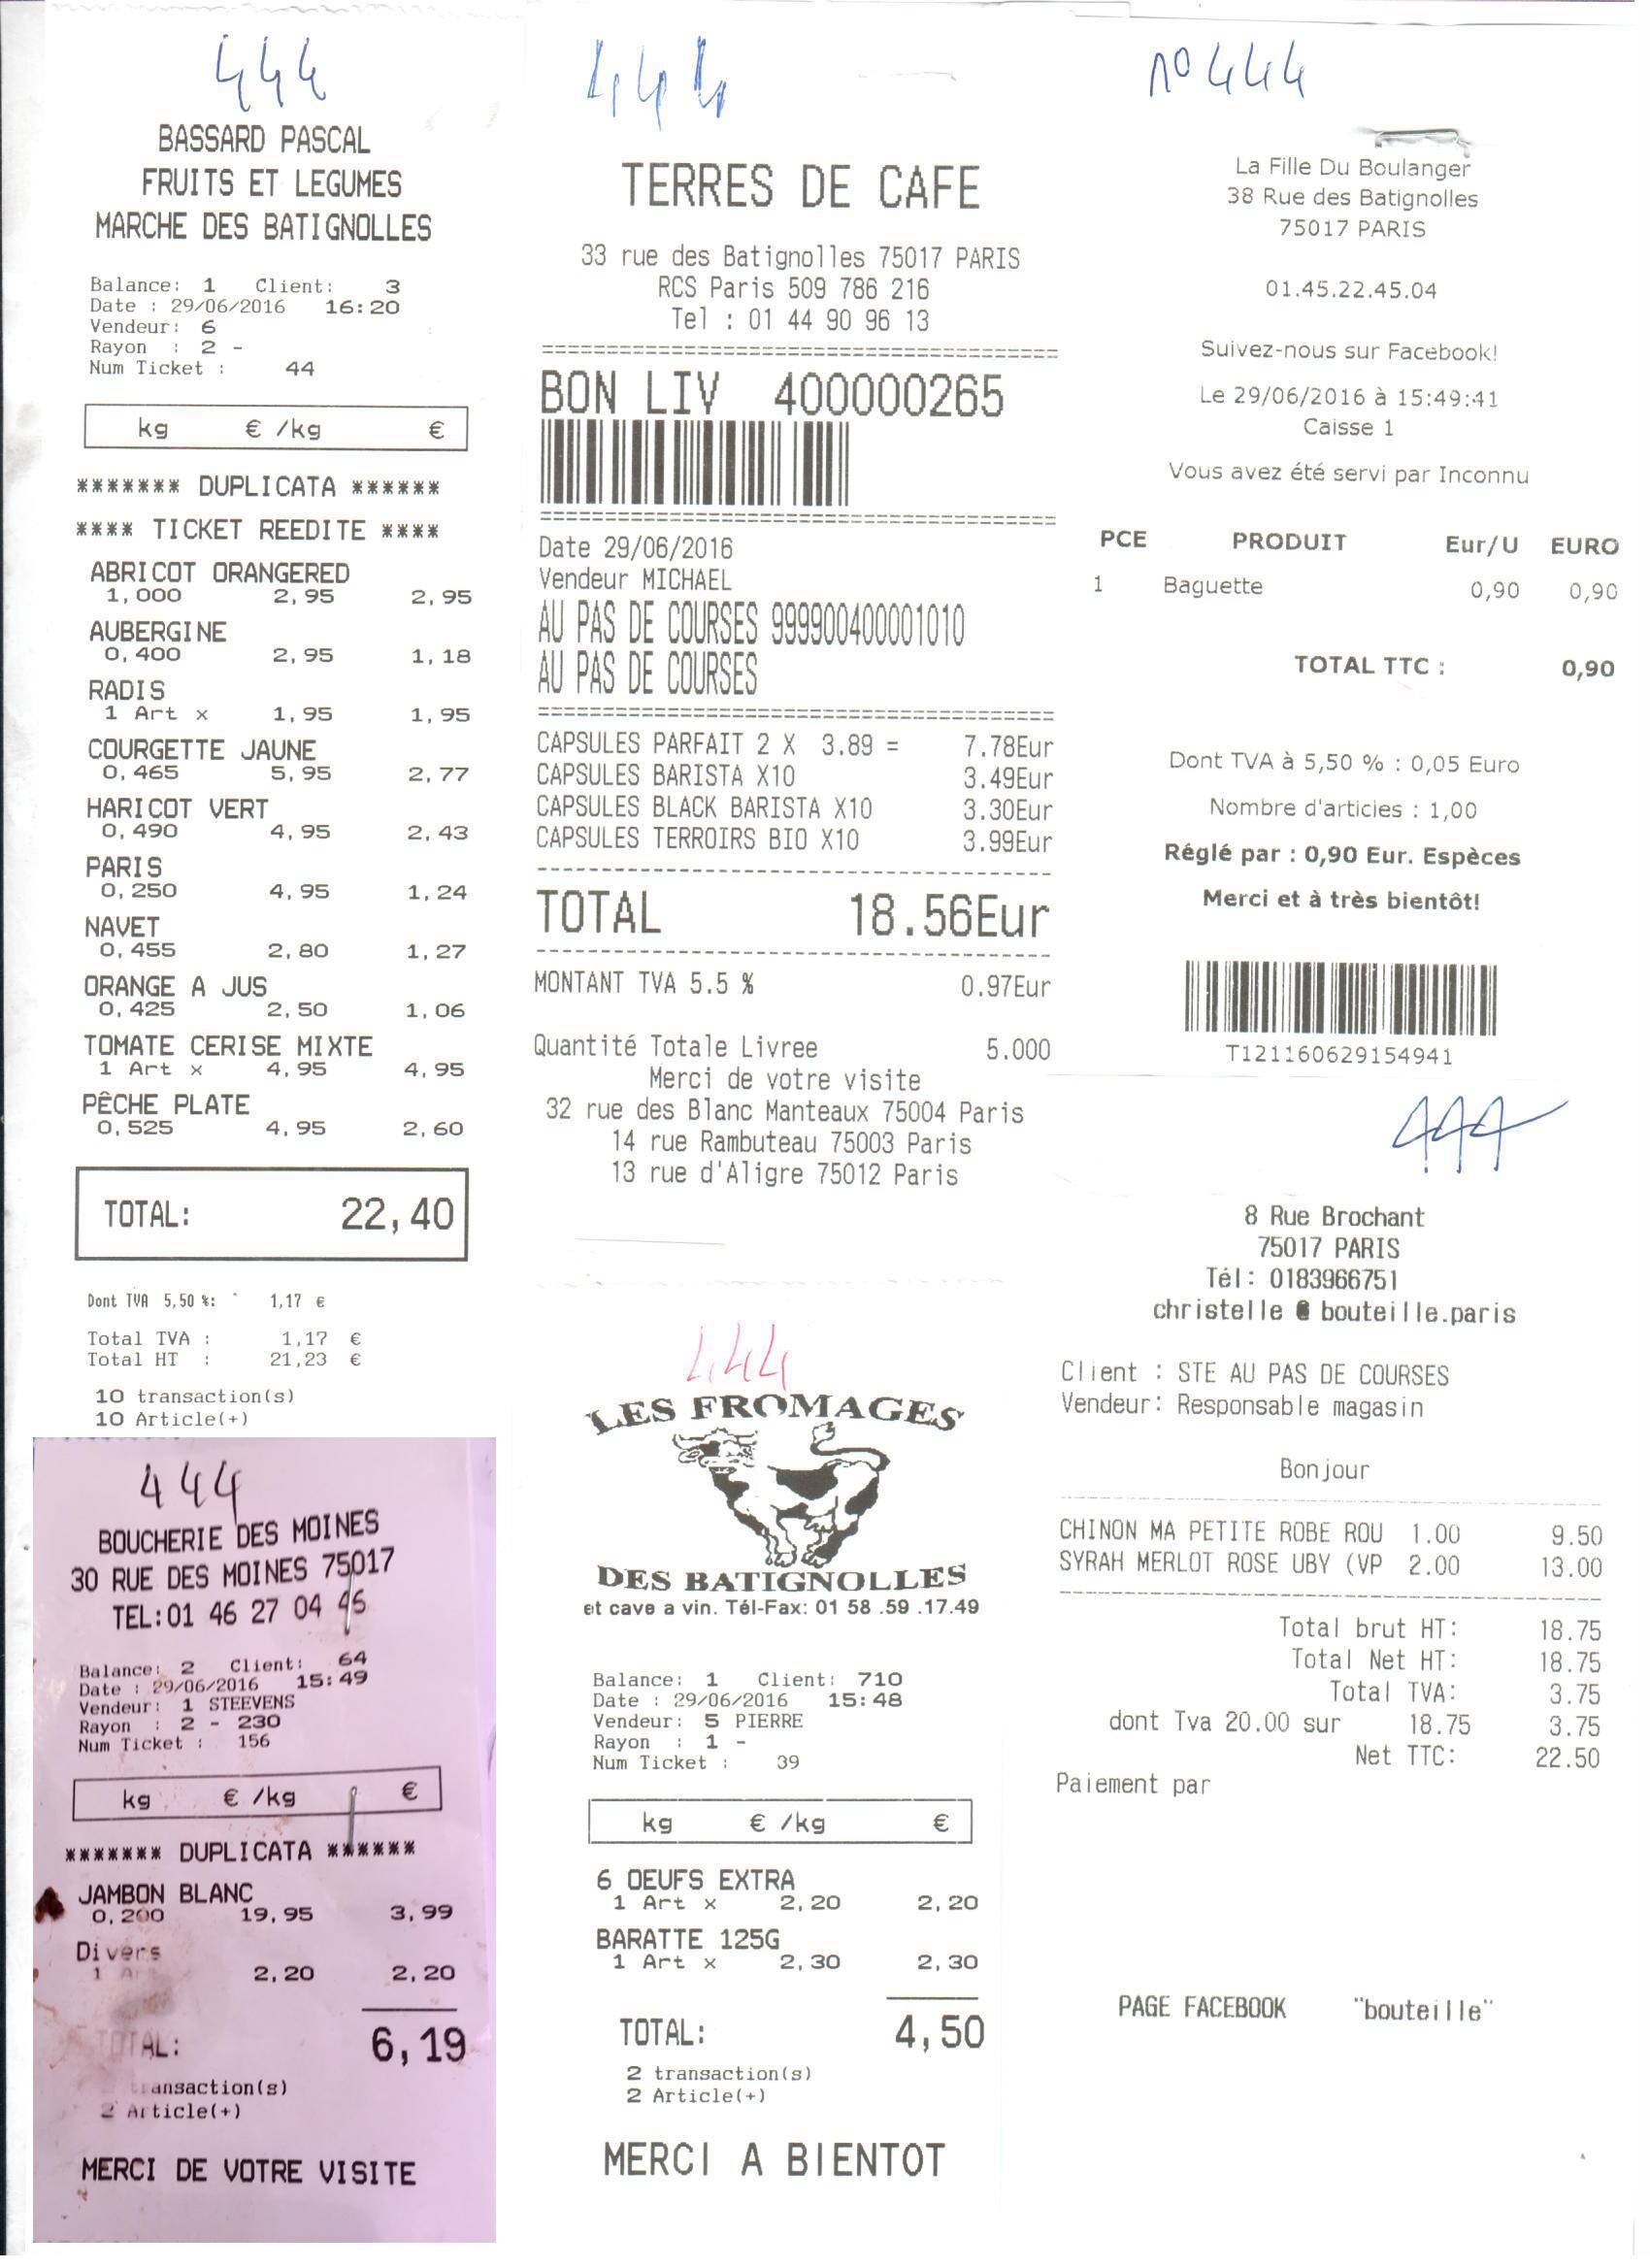 444
BASSARD PASCAL
FRUITS ET LEGUMES
MARCHE DES BATIGNOLLES
Balance: 1 Client: 3
Date : 29/06/2016 16:20
Vendeur: 6
Rayon : 2 -
Num Ticket : 44
kg € /kg €
******* DUPLICATA ******
**** TICKET REEDITE ****
ABRICOT ORANGERED
1,000 2,95 2,95
AUBERGINE
0,400 2,95 1,18
RADIS
1 Art x 1,95 1,95
COURGETTE JAUNE
0,465 5,95 2,77
HARICOT VERT
0,490 4,95 2,43
PARIS
0,250 4,95 1,24
NAVET
0,455 2,80 1,27
ORANGE A JUS
0,425 2,50 1,06
TOMATE CERISE MIXTE
1 Art x 4,95 4,95
PÊCHE PLATE
0,525 4,95 2,60
TOTAL: 22,40
Dont TVA 5,50 %: 1,17 €
Total TVA : 1,17 €
Total HT : 21,23 €
10 transaction(s)
10 Article(+)
444
BOUCHERIE DES MOINES
30 RUE DES MOINES 75017
TEL:01 46 27 04 46
Balance: 2 Client: 64
Date : 29/06/2016 15:49
Vendeur: 1 STEEVENS
Rayon : 2 - 230
Num Ticket : 156
kg € /kg €
******* DUPLICATA ******
JAMBON BLANC
0,200 19,95 3,99
Divers
1 2,20 2,20
TOTAL: 6,19
transaction(s)
2 Article(+)
MERCI DE VOTRE VISITE
444
TERRES DE CAFE
33 rue des Batignolles 75017 PARIS
RCS Paris 509 786 216
Tel : 01 44 90 96 13
BON LIV 400000265
Date 29/06/2016
Vendeur MICHAEL
AU PAS DE COURSES 999900400001010
AU PAS DE COURSES
CAPSULES PARFAIT 2 X 3.89 = 7.78Eur
CAPSULES BARISTA X10 3.49Eur
CAPSULES BLACK BARISTA X10 3.30Eur
CAPSULES TERROIRS BIO X10 3.99Eur
TOTAL 18.56Eur
MONTANT TVA 5.5 % 0.97Eur
Quantité Totale Livree 5.000
Merci de votre visite
32 rue des Blanc Manteaux 75004 Paris
14 rue Rambuteau 75003 Paris
13 rue d'Aligre 75012 Paris
444
LES FROMAGES
DES BATIGNOLLES
et cave a vin. Tél-Fax: 01 58 .59 .17.49
Balance: 1 Client: 710
Date : 29/06/2016 15:48
Vendeur: 5 PIERRE
Rayon : 1 -
Num Ticket : 39
kg € /kg €
6 OEUFS EXTRA
1 Art x 2,20 2,20
BARATTE 125G
1 Art x 2,30 2,30
TOTAL: 4,50
2 transaction(s)
2 Article(+)
MERCI A BIENTOT
n° 444
La Fille Du Boulanger
38 Rue des Batignolles
75017 PARIS
01.45.22.45.04
Suivez-nous sur Facebook!
Le 29/06/2016 à 15:49:41
Caisse 1
Vous avez été servi par Inconnu
PCE PRODUIT Eur/U EURO
1 Baguette 0,90 0,90
TOTAL TTC : 0,90
Dont TVA à 5,50 % : 0,05 Euro
Nombre d'articles : 1,00
Réglé par : 0,90 Eur. Espèces
Merci et à très bientôt!
T121160629154941
444
8 Rue Brochant
75017 PARIS
Tél: 0183966751
christelle @ bouteille.paris
Client : STE AU PAS DE COURSES
Vendeur: Responsable magasin
Bonjour
CHINON MA PETITE ROBE ROU 1.00 9.50
SYRAH MERLOT ROSE UBY (VP 2.00 13.00
Total brut HT: 18.75
Total Net HT: 18.75
Total TVA: 3.75
dont Tva 20.00 sur 18.75 3.75
Net TTC: 22.50
Paiement par
PAGE FACEBOOK "bouteille"